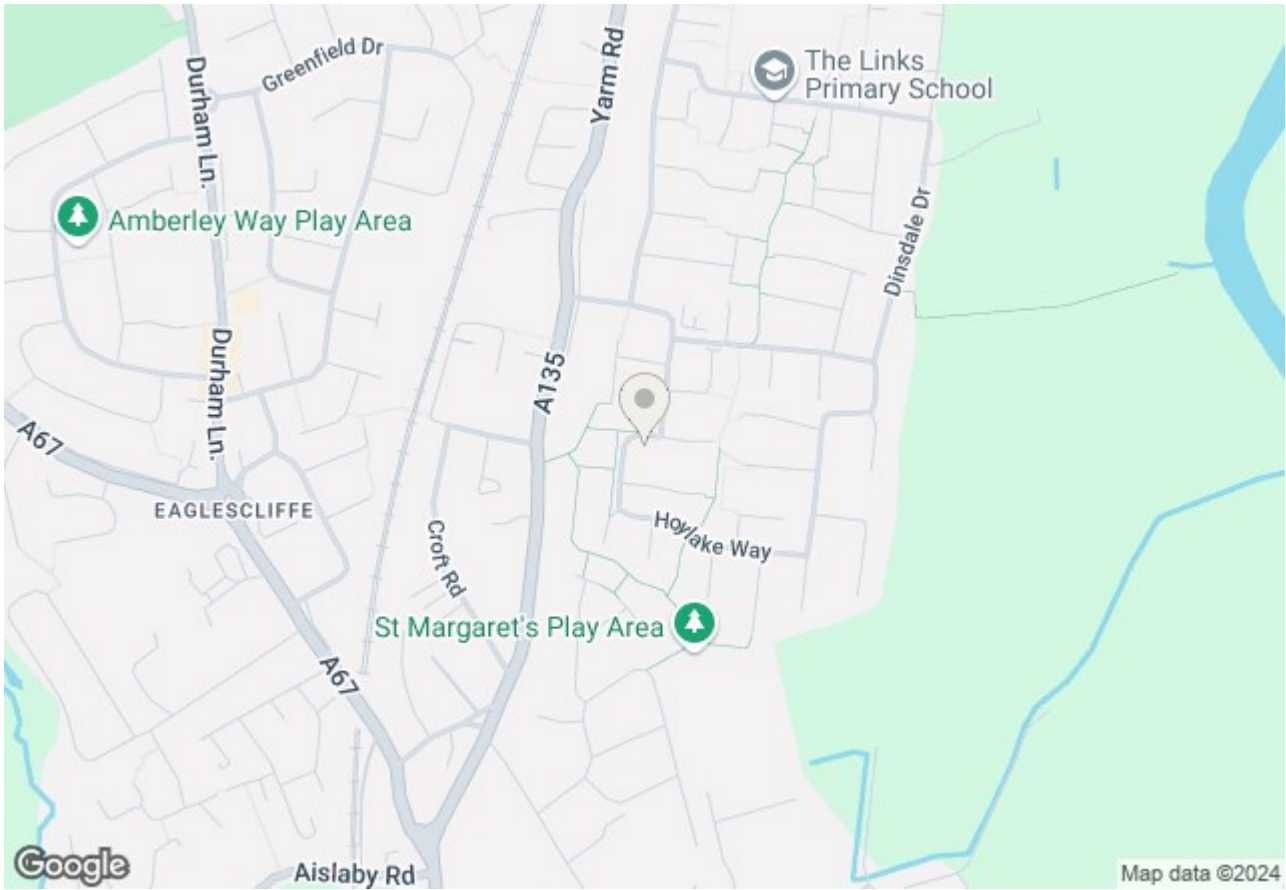 Greenfield Dr
Durham Ln.
Yarm Rd
The Links
Primary School
Amberley Way Play Area
Dinsdale Dr
Durham Ln.
A135
A67
EAGLESCLIFFE
Croft Rd
Hoylake Way
St Margaret's Play Area
A67
Aislaby Rd
Google
Map data ©2024